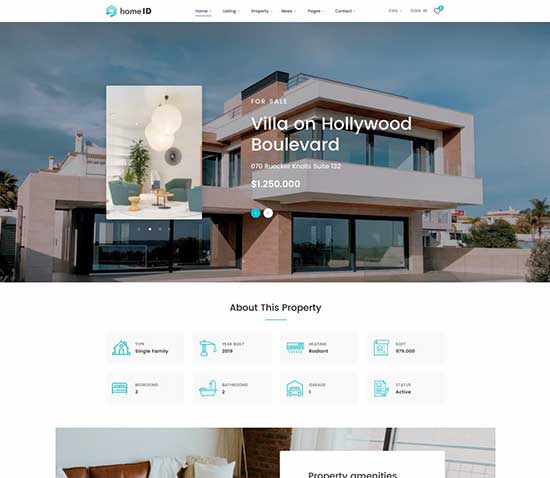 home ID
Home Listing Property News Pages Contact
ENG SIGN IN
FOR SALE
Villa on Hollywood
Boulevard
070 Ruecker Knolls Suite 132
$1.250.000
About This Property
TYPE
Single Family
YEAR BUILT
2019
HEATING
Radiant
SQFT
979.000
BEDROOMS
3
BATHROOMS
2
GARAGE
1
STATUS
Active
Property amenities